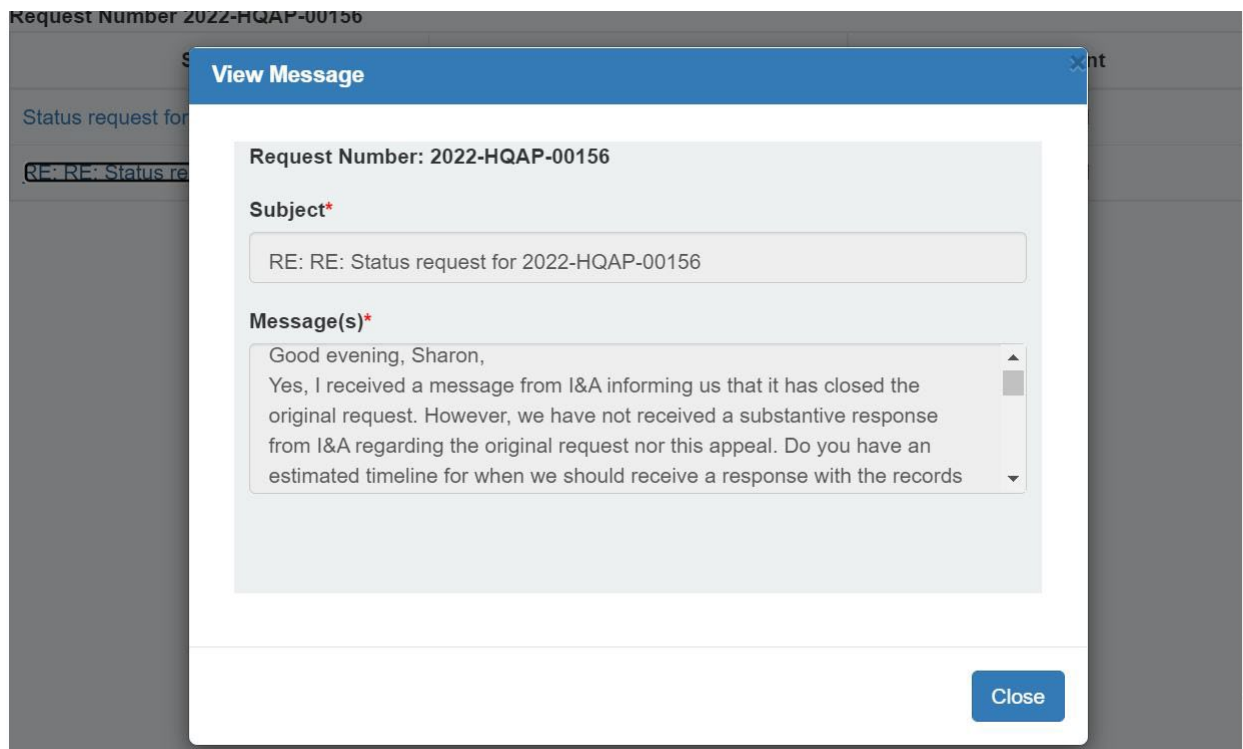 Request Number 2022-HQAP-00156
S
nt
View Message
×
Status request for
RE: RE: Status re
Request Number: 2022-HQAP-00156
Subject*
RE: RE: Status request for 2022-HQAP-00156
Message(s)*
Good evening, Sharon,
Yes, I received a message from I&A informing us that it has closed the
original request. However, we have not received a substantive response
from I&A regarding the original request nor this appeal. Do you have an
estimated timeline for when we should receive a response with the records
Close